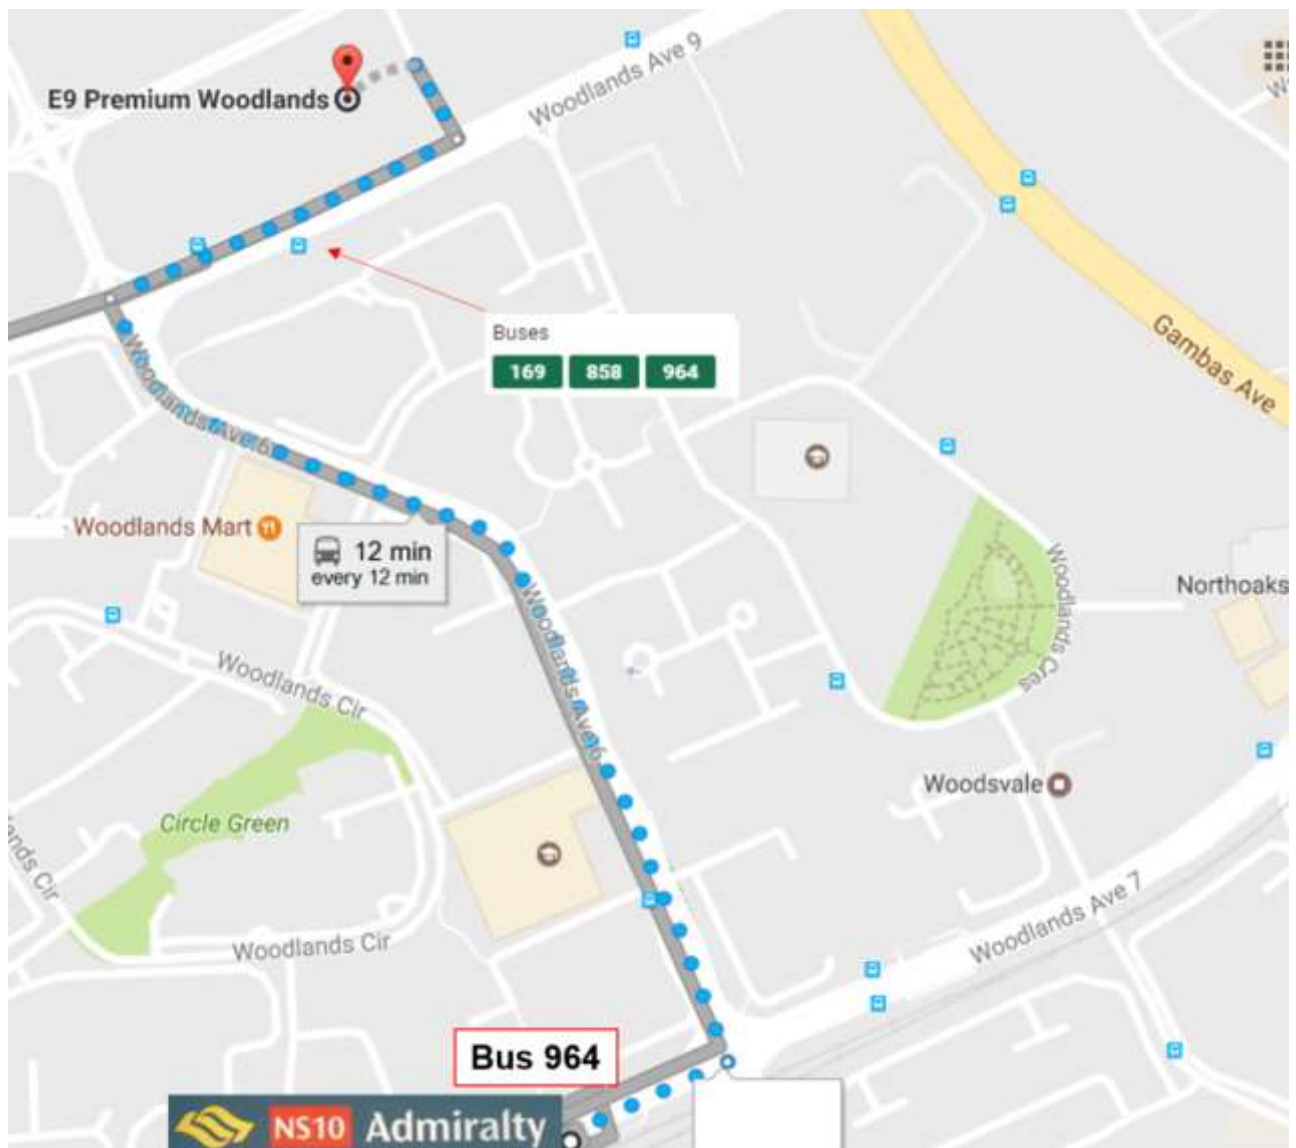 Woodlands Ave 9
E9 Premium Woodlands
Gambas Ave
Buses
169 858 964
Woodlands Ave 6
Woodlands Mart
12 min
every 12 min
Woodlands Cres
Northoaks
Woodlands Ave 6
Woodlands Cir
Woodsvale
Circle Green
lands Cir
Woodlands Cir
Woodlands Ave 7
Bus 964
NS10 Admiralty